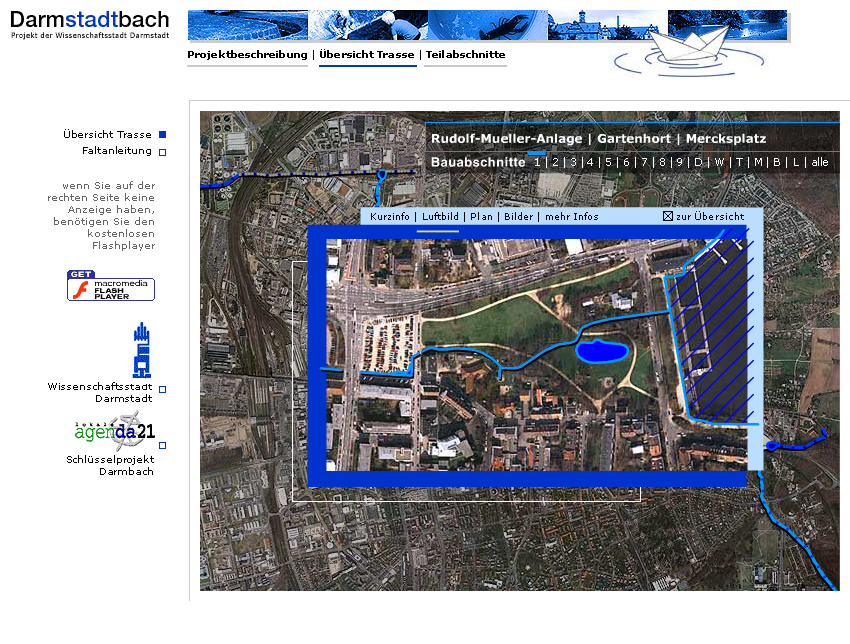 Darmstadtbach
Projekt der Wissenschaftsstadt Darmstadt
Projektbeschreibung | Übersicht Trasse | Teilabschnitte
Übersicht Trasse
Faltanleitung
wenn Sie auf der
rechten Seite keine
Anzeige haben,
benötigen Sie den
kostenlosen
Flashplayer
GET
macromedia
FLASH
PLAYER
Wissenschaftsstadt
Darmstadt
lokale
agenda21
Schlüsselprojekt
Darmbach
Rudolf-Mueller-Anlage | Gartenhort | Mercksplatz
Bauabschnitte 1 | 2 | 3 | 4 | 5 | 6 | 7 | 8 | 9 | D | W | T | M | B | L | alle
Kurzinfo | Luftbild | Plan | Bilder | mehr Infos zur Übersicht